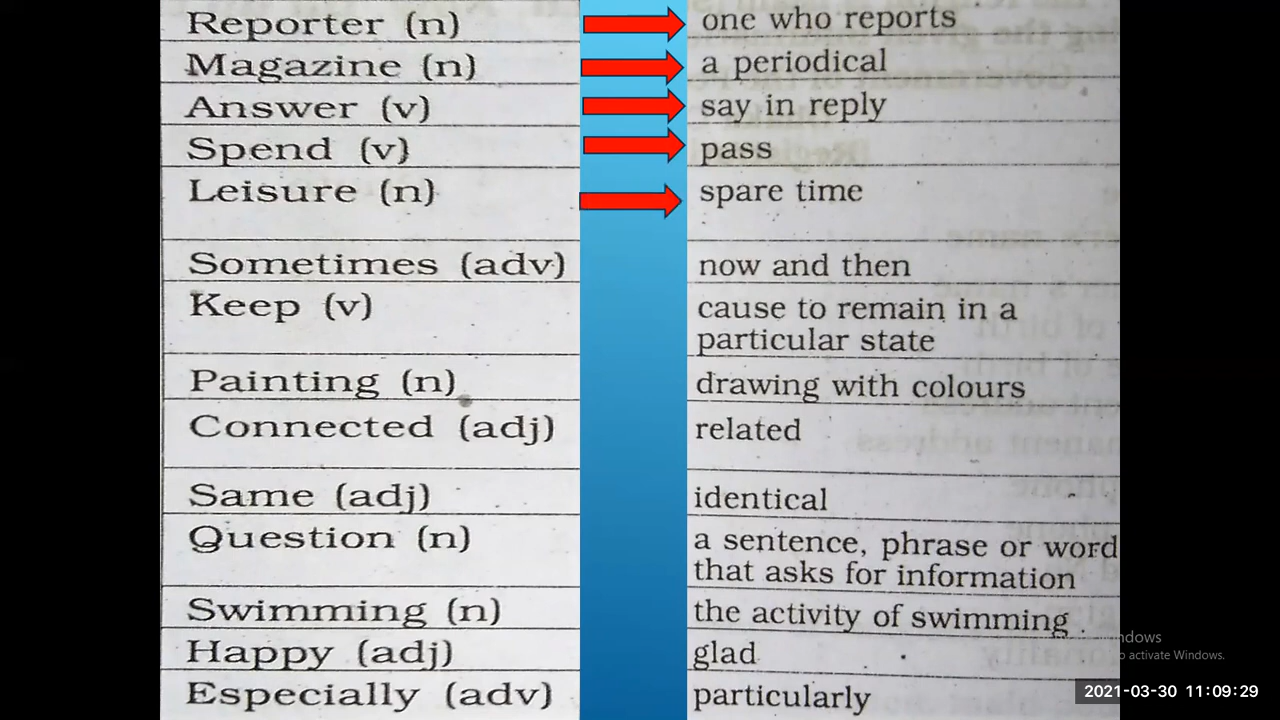 Reporter (n) one who reports
Magazine (n) a periodical
Answer (v) say in reply
Spend (v) pass
Leisure (n) spare time
Sometimes (adv) now and then
Keep (v) cause to remain in a
particular state
Painting (n) drawing with colours
Connected (adj) related
Same (adj) identical
Question (n) a sentence, phrase or word
that asks for information
Swimming (n) the activity of swimming
Happy (adj) glad
Especially (adv) particularly
activate Windows.
2021-03-30 11:09:29